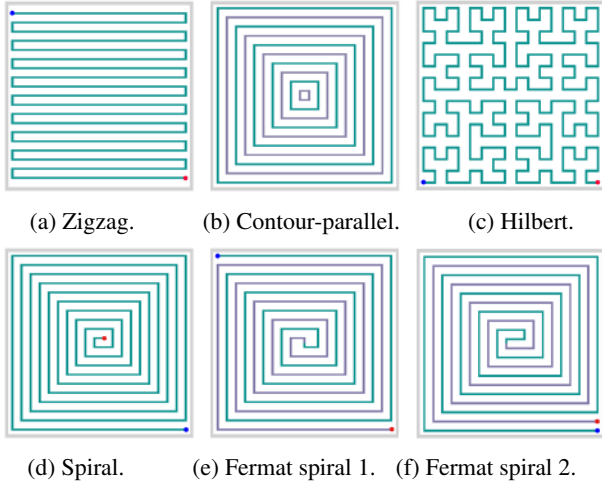 (a) Zigzag. (b) Contour-parallel. (c) Hilbert.
(d) Spiral. (e) Fermat spiral 1. (f) Fermat spiral 2.